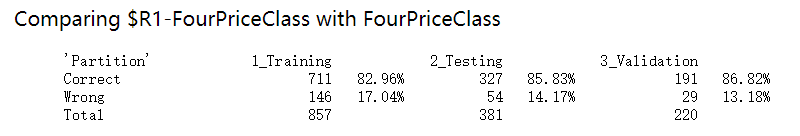 Comparing $R1-FourPriceClass with FourPriceClass
'Partition' 1_Training 2_Testing 3_Validation
Correct 711 82.96% 327 85.83% 191 86.82%
Wrong 146 17.04% 54 14.17% 29 13.18%
Total 857 381 220